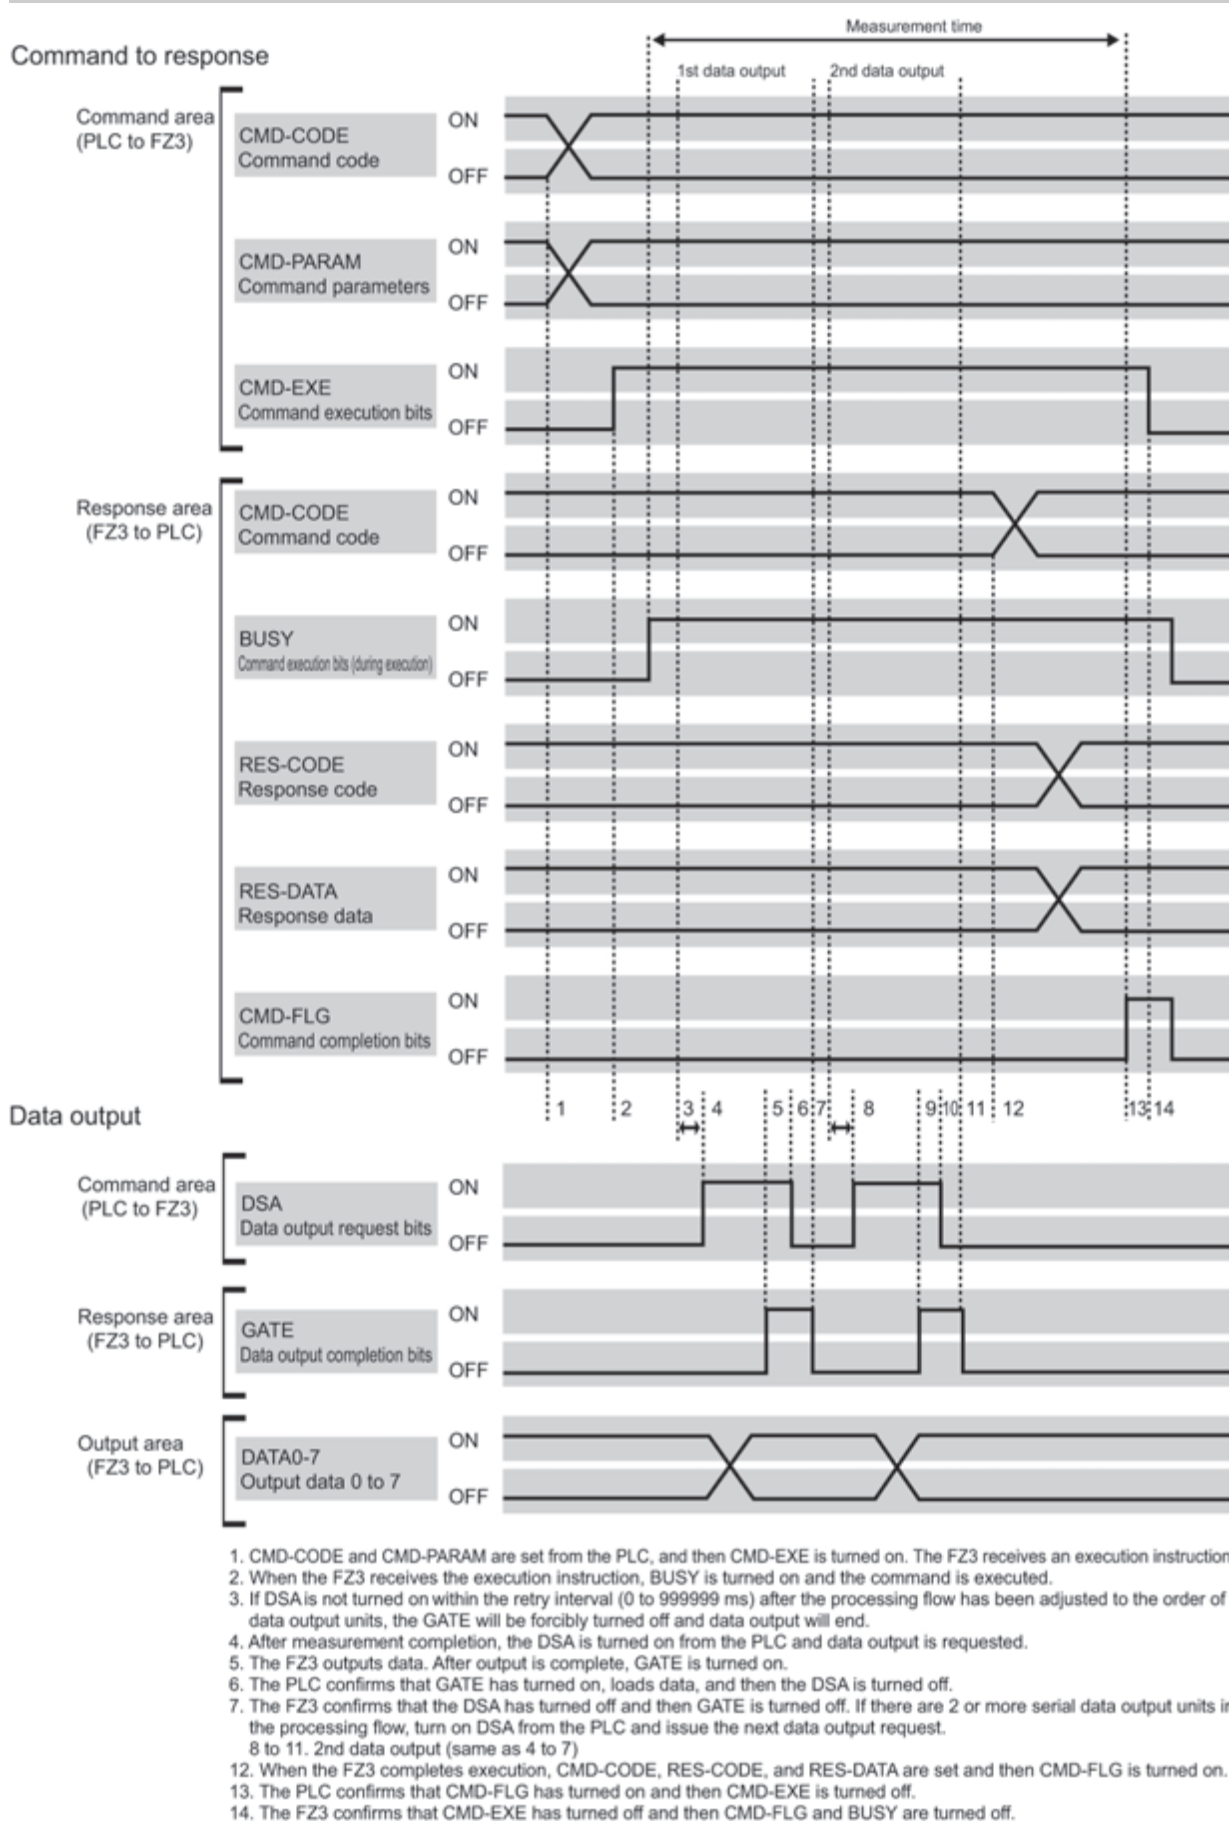 Measurement time
Command to response
1st data output 2nd data output
Command area
(PLC to FZ3)
CMD-CODE
Command code
ON
OFF
CMD-PARAM
Command parameters
ON
OFF
CMD-EXE
Command execution bits
ON
OFF
Response area
(FZ3 to PLC)
CMD-CODE
Command code
ON
OFF
BUSY
Command execution bits (during execution)
ON
OFF
RES-CODE
Response code
ON
OFF
RES-DATA
Response data
ON
OFF
CMD-FLG
Command completion bits
ON
OFF
1 2 3 4 5 6 7 8 9 10 11 12 13 14
Data output
Command area
(PLC to FZ3)
DSA
Data output request bits
ON
OFF
Response area
(FZ3 to PLC)
GATE
Data output completion bits
ON
OFF
Output area
(FZ3 to PLC)
DATA0-7
Output data 0 to 7
ON
OFF
1. CMD-CODE and CMD-PARAM are set from the PLC, and then CMD-EXE is turned on. The FZ3 receives an execution instruction
2. When the FZ3 receives the execution instruction, BUSY is turned on and the command is executed.
3. If DSA is not turned on within the retry interval (0 to 999999 ms) after the processing flow has been adjusted to the order of
data output units, the GATE will be forcibly turned off and data output will end.
4. After measurement completion, the DSA is turned on from the PLC and data output is requested.
5. The FZ3 outputs data. After output is complete, GATE is turned on.
6. The PLC confirms that GATE has turned on, loads data, and then the DSA is turned off.
7. The FZ3 confirms that the DSA has turned off and then GATE is turned off. If there are 2 or more serial data output units in
the processing flow, turn on DSA from the PLC and issue the next data output request.
8 to 11. 2nd data output (same as 4 to 7)
12. When the FZ3 completes execution, CMD-CODE, RES-CODE, and RES-DATA are set and then CMD-FLG is turned on.
13. The PLC confirms that CMD-FLG has turned on and then CMD-EXE is turned off.
14. The FZ3 confirms that CMD-EXE has turned off and then CMD-FLG and BUSY are turned off.